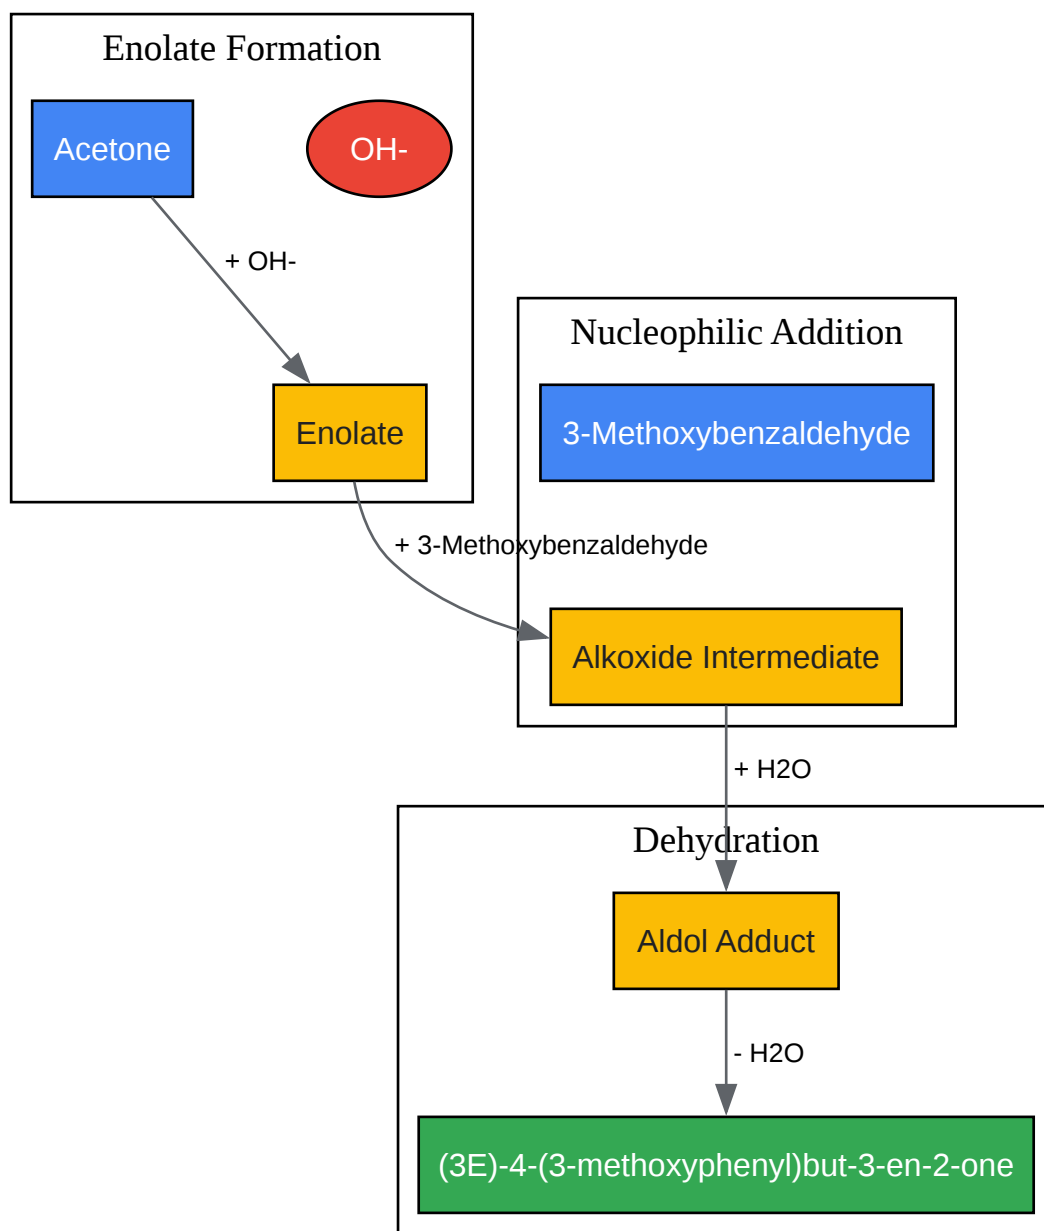 Enolate Formation
Acetone
OH-
+ OH-
Enolate
Nucleophilic Addition
3-Methoxybenzaldehyde
+ 3-Methoxybenzaldehyde
Alkoxide Intermediate
+ H2O
Dehydration
Aldol Adduct
- H2O
(3E)-4-(3-methoxyphenyl)but-3-en-2-one